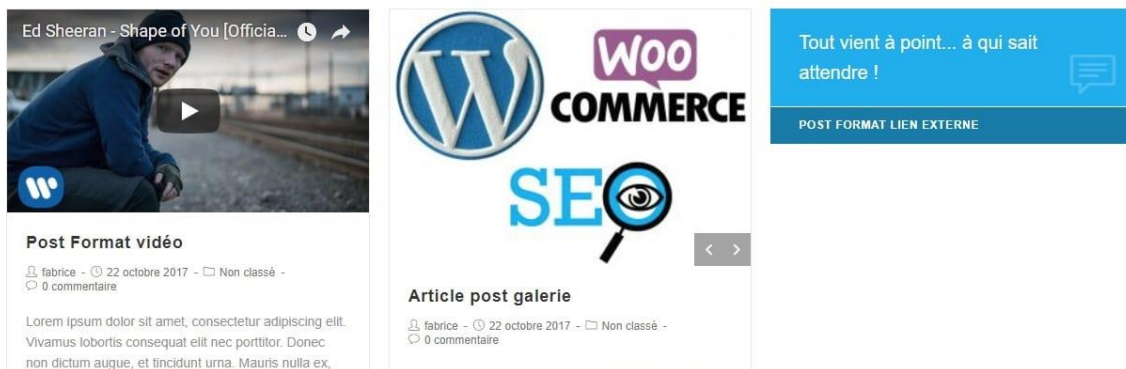 Ed Sheeran - Shape of You [Officia...
Post Format vidéo
fabrice - 22 octobre 2017 - Non classé -
0 commentaire
Lorem ipsum dolor sit amet, consectetur adipiscing elit.
Vivamus lobortis consequat elit nec porttitor. Donec
non dictum augue, et tincidunt urna. Mauris nulla ex,
W
WOO
COMMERCE
SEO
Article post galerie
fabrice - 22 octobre 2017 - Non classé -
0 commentaire
Tout vient à point... à qui sait
attendre !
POST FORMAT LIEN EXTERNE